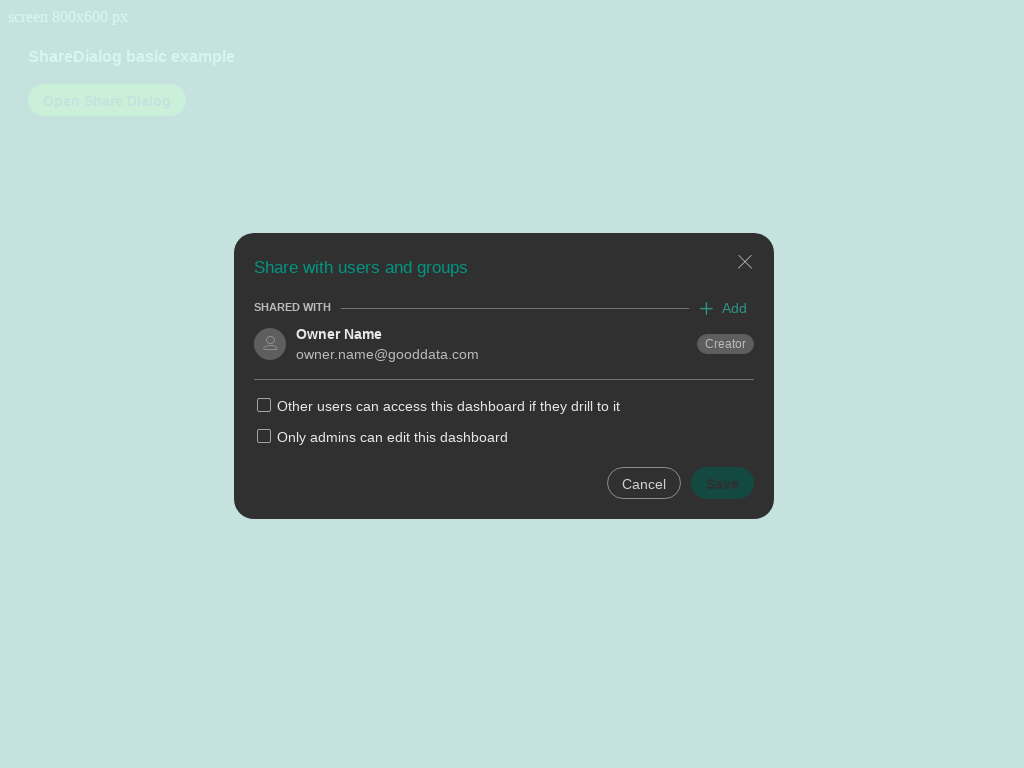 screen 800x600 px
ShareDialog basic example
Open Share Dialog
Share with users and groups
SHARED WITH
Add
Owner Name
owner.name@gooddata.com
Creator
Other users can access this dashboard if they drill to it
Only admins can edit this dashboard
Cancel
Save